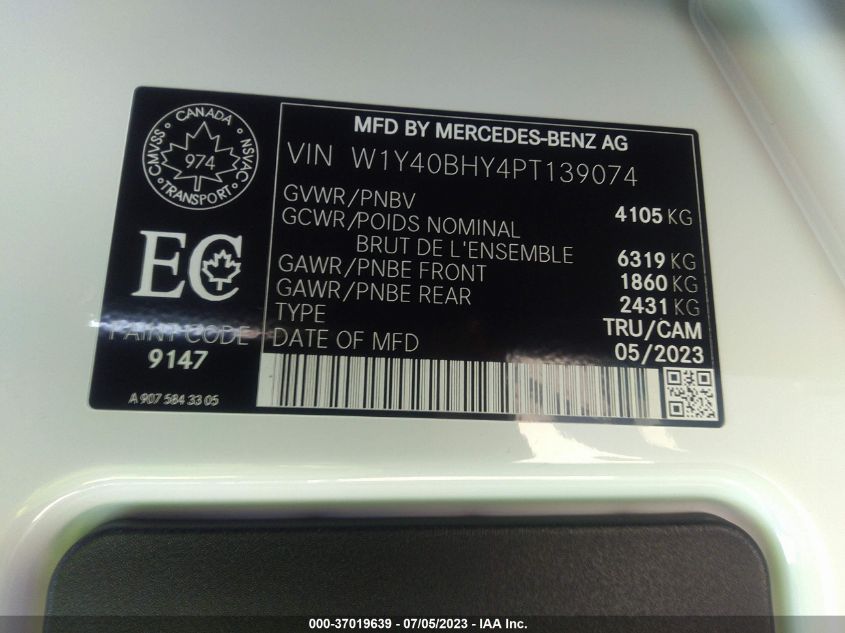 CANADA
CMVSS
NSVAC
974
TRANSPORT
MFD BY MERCEDES-BENZ AG
VIN W1Y40BHY4PT139074
GVWR/PNBV 4105 KG
GCWR/POIDS NOMINAL
BRUT DE L'ENSEMBLE 6319 KG
GAWR/PNBE FRONT 1860 KG
GAWR/PNBE REAR 2431 KG
TYPE TRU/CAM
DATE OF MFD 05/2023
EC
PAINT CODE
9147
A 907 584 33 05
000-37019639 - 07/05/2023 - IAA Inc.